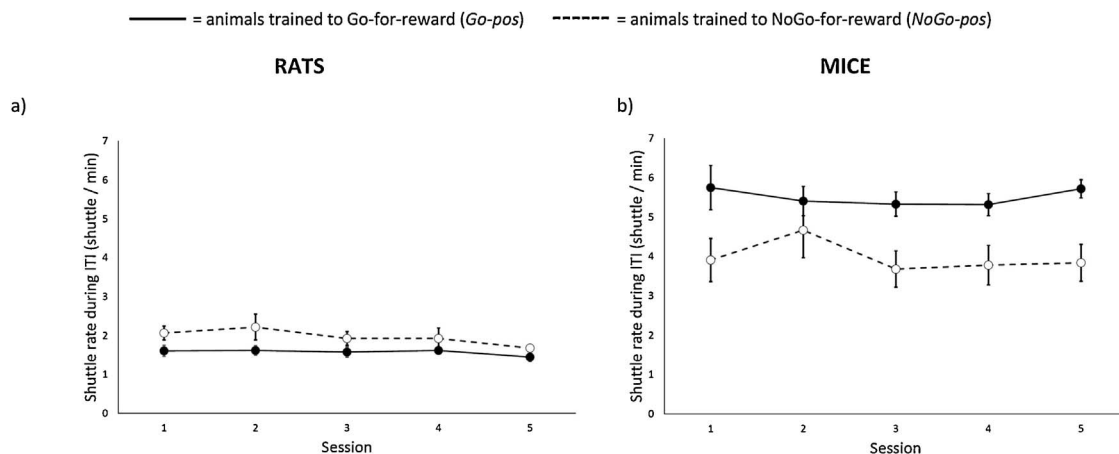 = animals trained to Go-for-reward (Go-pos)
= animals trained to NoGo-for-reward (NoGo-pos)
RATS
MICE
a)
Shuttle rate during ITI (shuttle / min)
7
6
5
4
3
2
1
0
1 2 3 4 5
Session
b)
Shuttle rate during ITI (shuttle / min)
7
6
5
4
3
2
1
0
1 2 3 4 5
Session